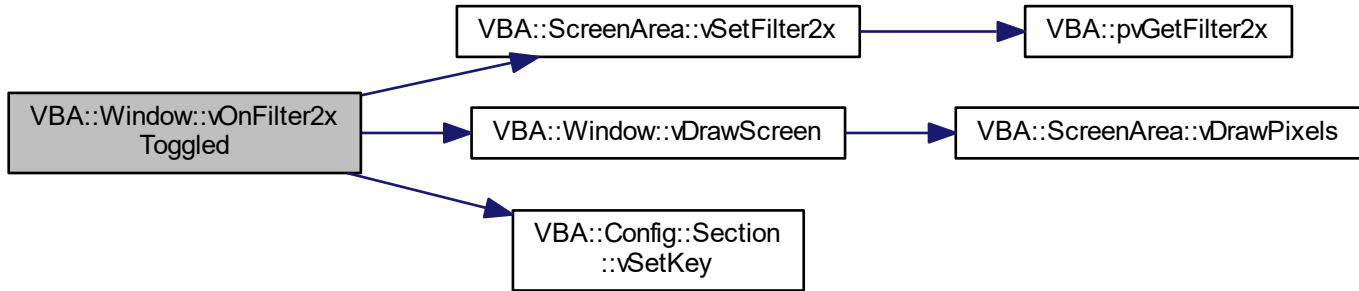 VBA::ScreenArea::vSetFilter2x
VBA::pvGetFilter2x
VBA::Window::vOnFilter2x
Toggled
VBA::Window::vDrawScreen
VBA::ScreenArea::vDrawPixels
VBA::Config::Section
::vSetKey